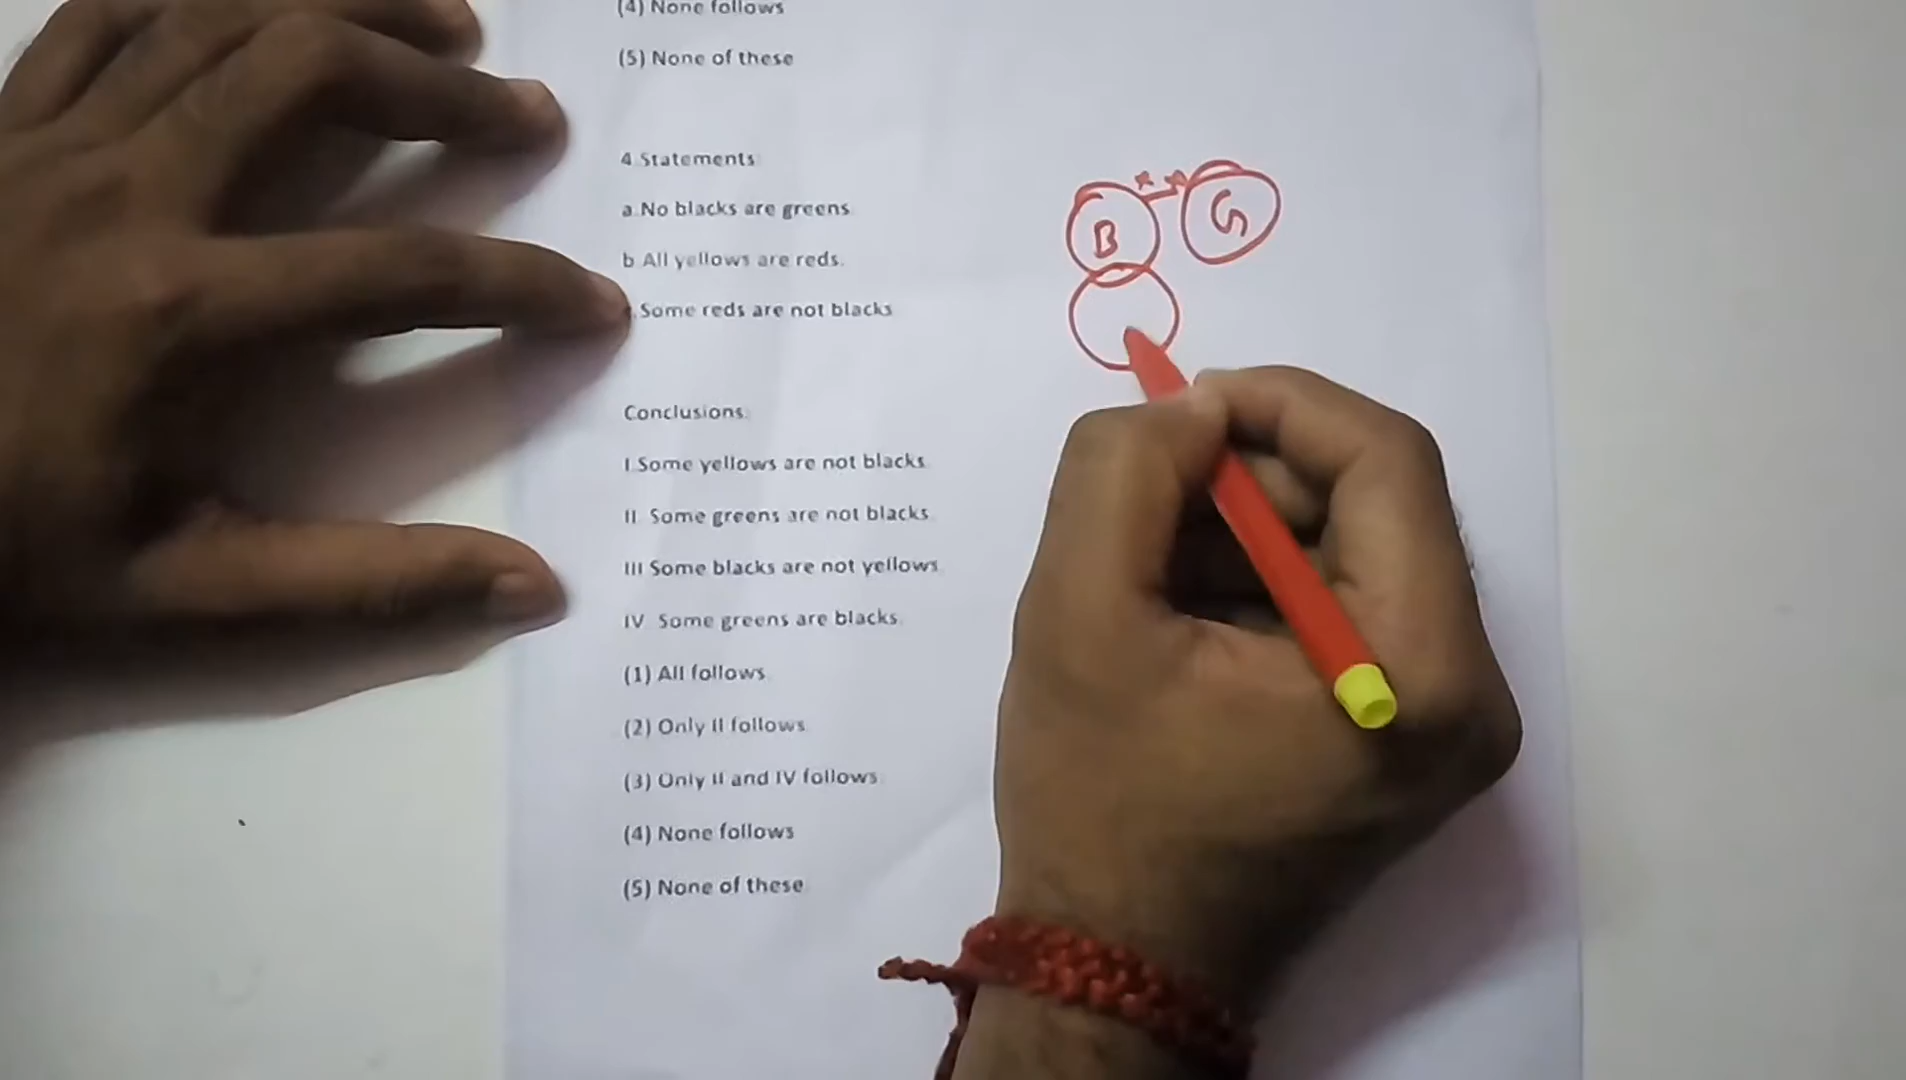 (4) None follows
(5) None of these
4.Statements:
a.No blacks are greens.
b.All yellows are reds.
.Some reds are not blacks
B
G
Conclusions:
I.Some yellows are not blacks.
II. Some greens are not blacks.
III.Some blacks are not yellows.
IV. Some greens are blacks.
(1) All follows
(2) Only II follows
(3) Only II and IV follows
(4) None follows
(5) None of these